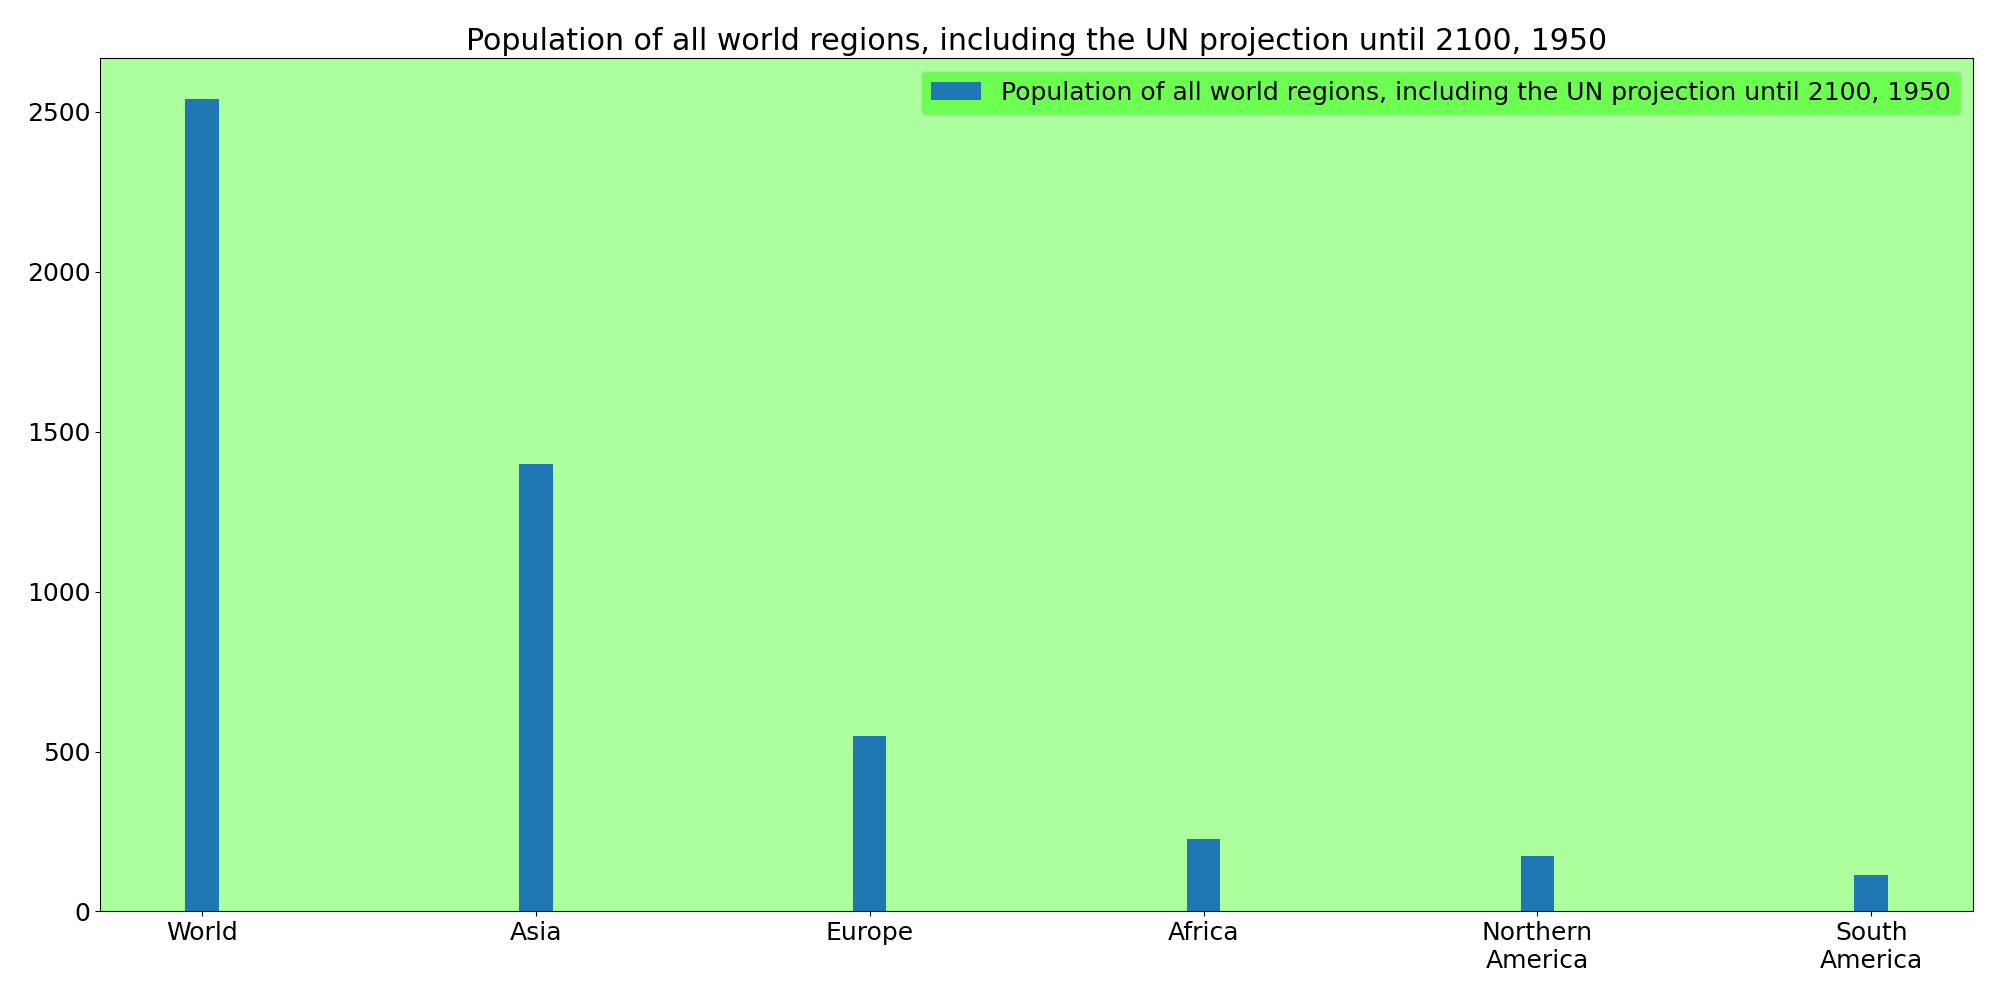 Population of all world regions, including the UN projection until 2100, 1950
Population of all world regions, including the UN projection until 2100, 1950
2500
2000
1500
1000
500
0
World
Asia
Europe
Africa
Northern
America
South
America